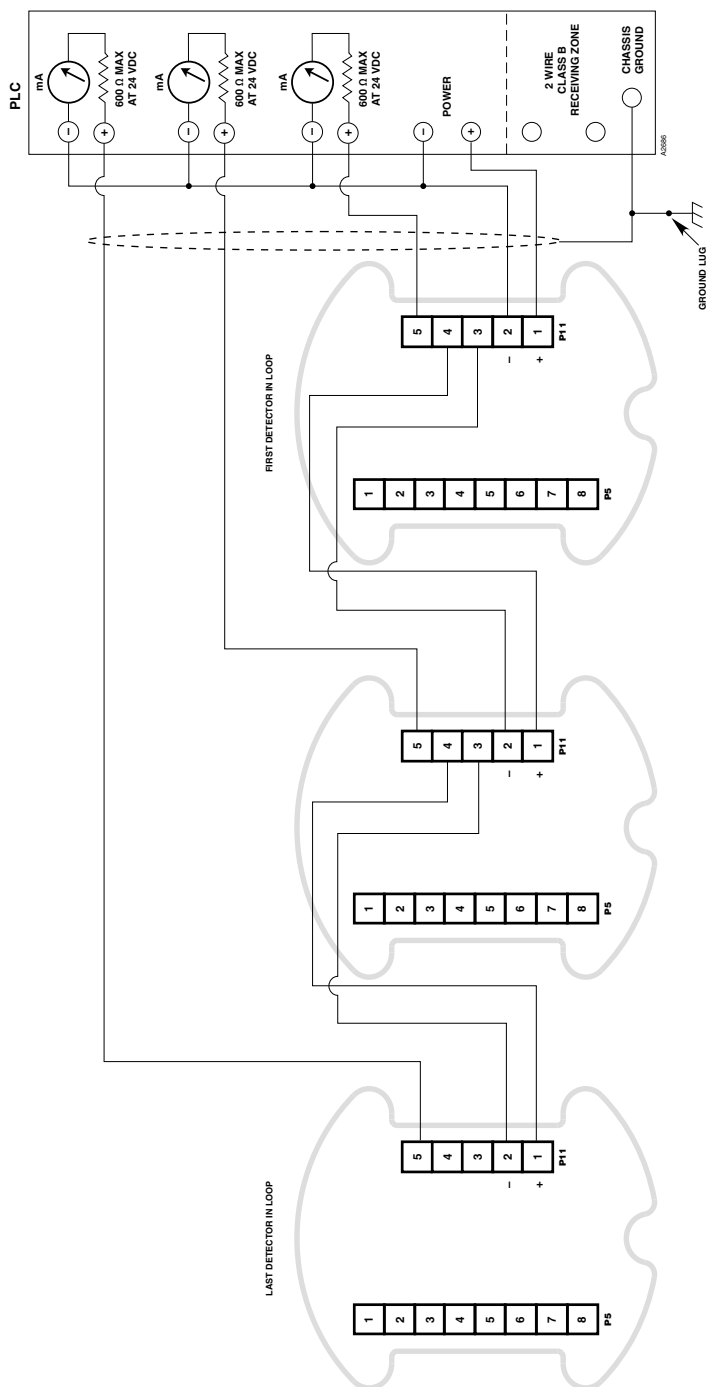 PLC
mA
600 Ω MAX
AT 24 VDC
−
+
mA
600 Ω MAX
AT 24 VDC
−
+
mA
600 Ω MAX
AT 24 VDC
−
+
POWER
−
+
2 WIRE
CLASS B
RECEIVING ZONE
CHASSIS
GROUND
A2686
GROUND LUG
FIRST DETECTOR IN LOOP
5
4
3
2
1
P11
−
+
1
2
3
4
5
6
7
8
P5
5
4
3
2
1
P11
−
+
1
2
3
4
5
6
7
8
P5
LAST DETECTOR IN LOOP
5
4
3
2
1
P11
−
+
1
2
3
4
5
6
7
8
P5